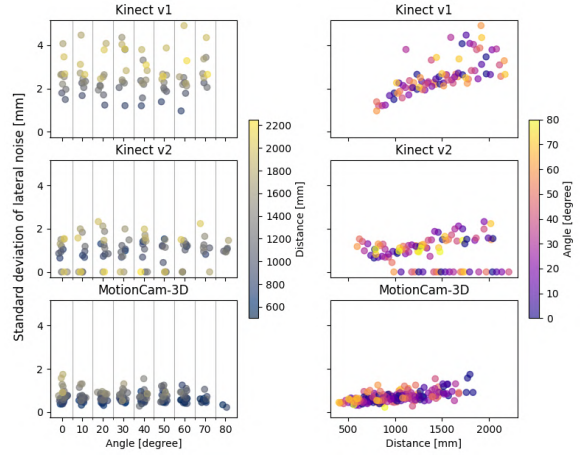 Kinect v1
Kinect v1
4
2
0
Kinect v2
Kinect v2
4
2
0
MotionCam-3D
MotionCam-3D
4
2
0
Standard deviation of lateral noise [mm]
0 10 20 30 40 50 60 70 80
Angle [degree]
2200
2000
1800
1600
1400
1200
1000
800
600
Distance [mm]
500 1000 1500 2000
Distance [mm]
80
70
60
50
40
30
20
10
0
Angle [degree]